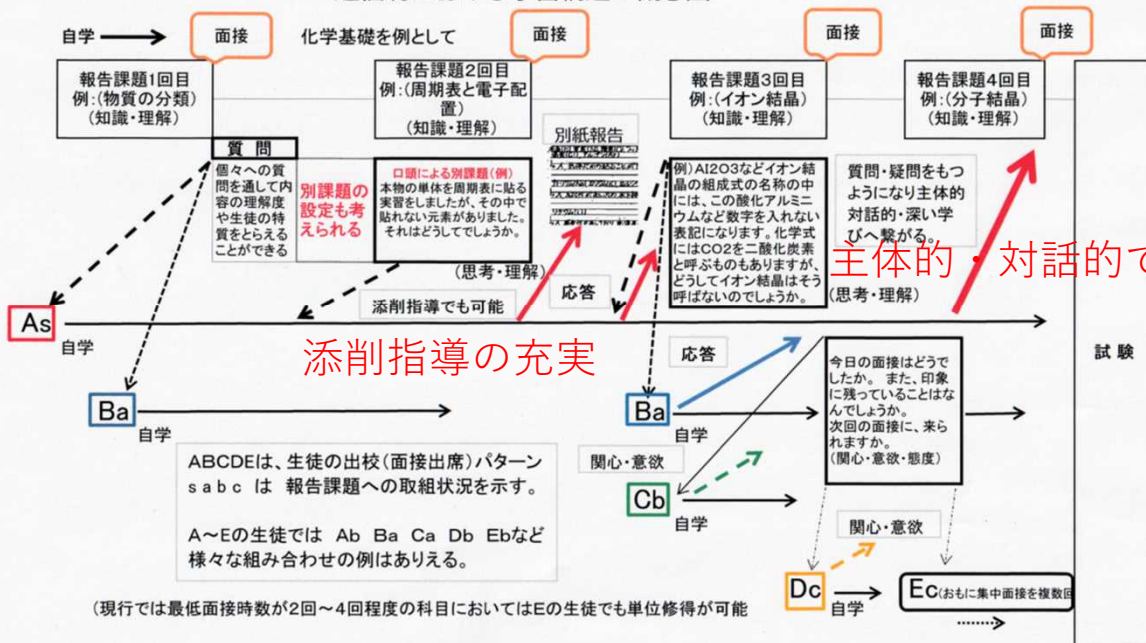 自学
面接
化学基礎を例として
面接
面接
面接
報告課題1回目
例:(物質の分類)
(知識・理解)
報告課題2回目
例:(周期表と電子配
置)
(知識・理解)
報告課題3回目
例:(イオン結晶)
(知識・理解)
報告課題4回目
例:(分子結晶)
(知識・理解)
質 問
個々への質
問を通して内
容の理解度
や生徒の特
質をとらえる
ことができる
別課題の
設定も考
えられる
口頭による別課題(例)
本物の単体を周期表に貼る
実習をしましたが、その中で
貼れない元素がありました。
それはどうしてでしょうか。
(思考・理解)
別紙報告
例)Al2O3などイオン結
晶の組成式の名称の中
には、この酸化アルミニ
ウムなど数字を入れない
表記になります。化学式
にはCO2を二酸化炭素
と呼ぶものもありますが、
どうしてイオン結晶はそう
呼ばないのでしょうか。
(思考・理解)
質問・疑問をもつ
ようになり主体的
対話的・深い学
びへ繋がる。
主体的・対話的で
添削指導でも可能
応答
As
自学
添削指導の充実
応答
試 験
Ba
自学
Ba
自学
今日の面接はどうで
したか。 また、印象
に残っていることはな
んでしょうか。
次回の面接に、来ら
れますか。
(関心・意欲・態度)
関心・意欲
Cb
自学
ABCDEは、生徒の出校(面接出席)パターン
s a b c は 報告課題への取組状況を示す。
A～Eの生徒では Ab Ba Ca Db Ebなど
様々な組み合わせの例はありえる。
関心・意欲
Dc
自学
Ec(おもに集中面接を複数回
(現行では最低面接時数が2回～4回程度の科目においてはEの生徒でも単位修得が可能